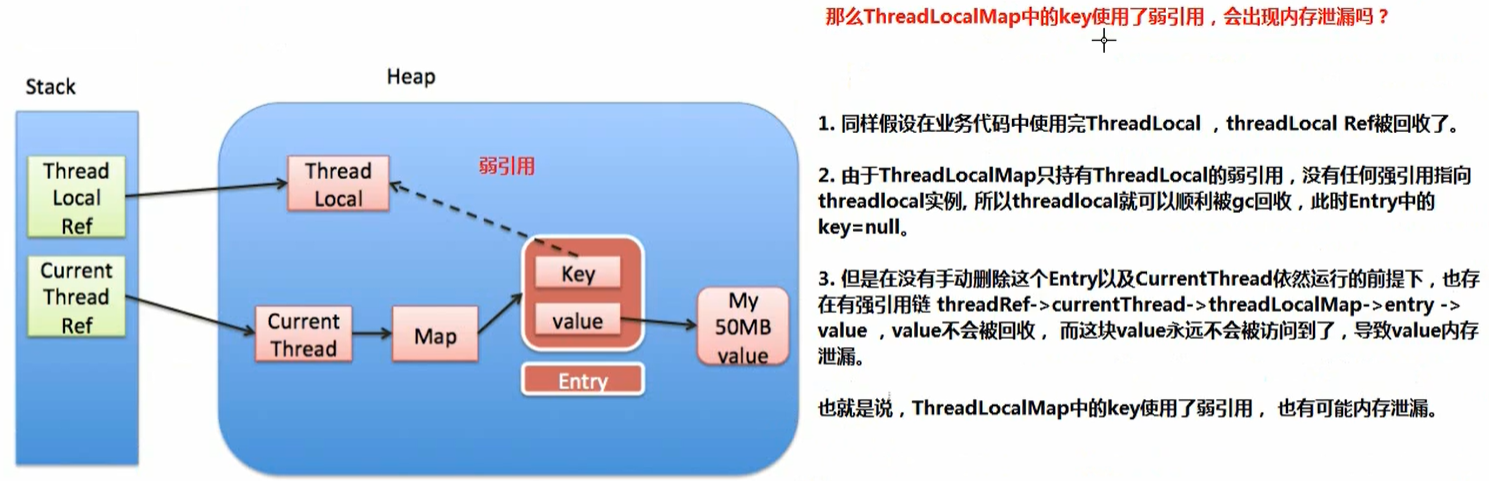 那么ThreadLocalMap中的key使用了弱引用，会出现内存泄漏吗？
Stack
Heap
Thread
Local
Ref
Current
Thread
Ref
Thread
Local
弱引用
Current
Thread
Map
Key
value
Entry
My
50MB
value
1. 同样假设在业务代码中使用完ThreadLocal ，threadLocal Ref被回收了。
2. 由于ThreadLocalMap只持有ThreadLocal的弱引用，没有任何强引用指向
threadlocal实例, 所以threadlocal就可以顺利被gc回收，此时Entry中的
key=null。
3. 但是在没有手动删除这个Entry以及CurrentThread依然运行的前提下，也存
在有强引用链 threadRef->currentThread->threadLocalMap->entry ->
value ，value不会被回收， 而这块value永远不会被访问到了，导致value内存
泄漏。
也就是说，ThreadLocalMap中的key使用了弱引用， 也有可能内存泄漏。